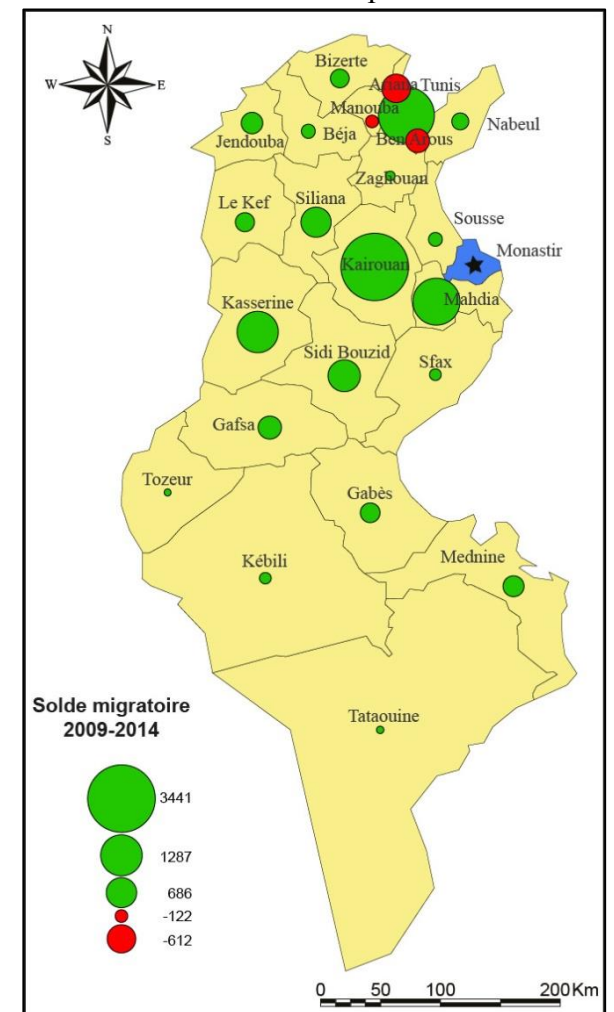 N
W
E
S
Bizerte
Ariana
Tunis
Manouba
Nabeul
Jendouba
Béja
Ben Arous
Zaghouan
Le Kef
Siliana
Sousse
Monastir
Kairouan
Mahdia
Kasserine
Sidi Bouzid
Sfax
Gafsa
Tozeur
Gabès
Kébili
Mednine
Tataouine
Solde migratoire
2009-2014
3441
1287
686
-122
-612
0 50 100 200 Km